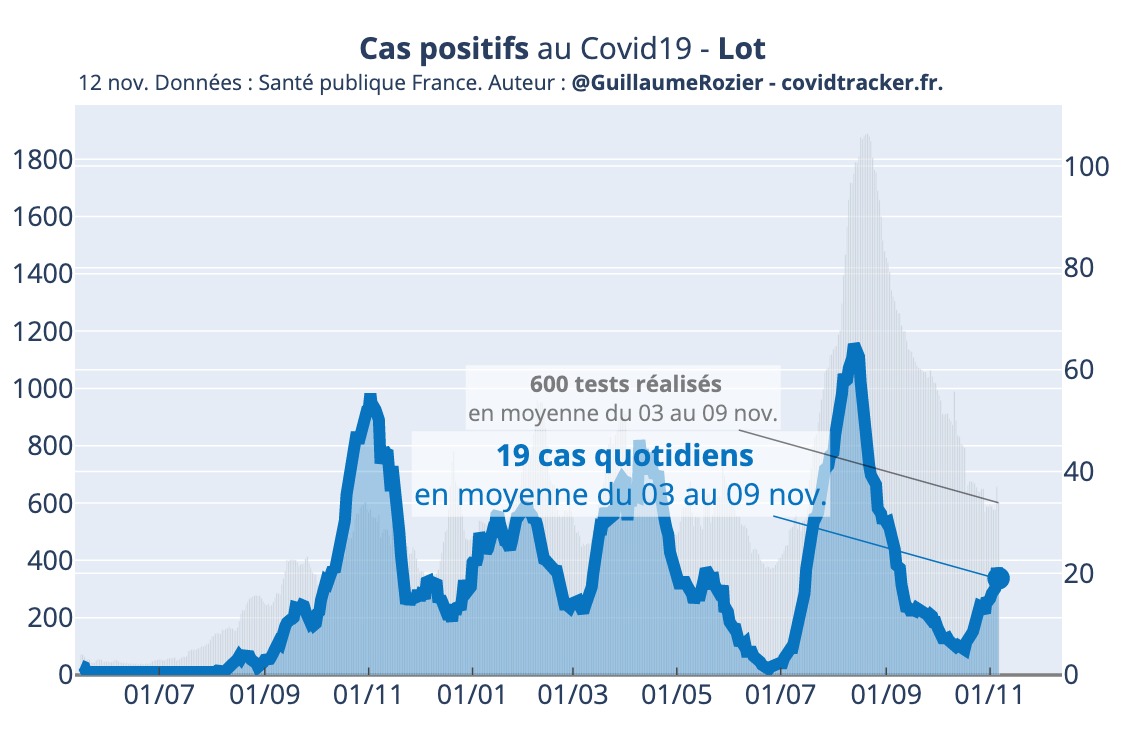 Cas positifs au Covid19 - Lot
12 nov. Données : Santé publique France. Auteur : @GuillaumeRozier - covidtracker.fr.
1800
1600
1400
1200
1000
800
600
400
200
0
100
80
60
40
20
0
600 tests réalisés
en moyenne du 03 au 09 nov.
19 cas quotidiens
en moyenne du 03 au 09 nov.
01/07 01/09 01/11 01/01 01/03 01/05 01/07 01/09 01/11